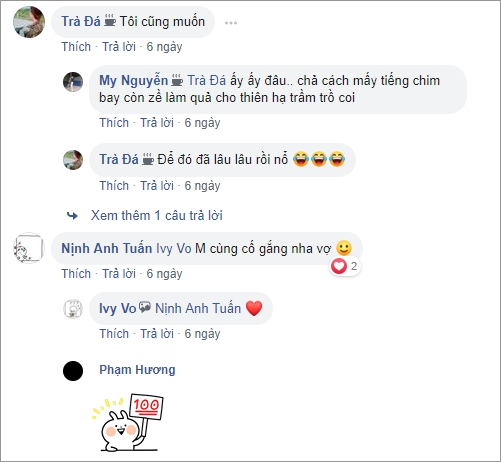 Trà Đá Tôi cũng muốn ...
Thích · Trả lời · 6 ngày
My Nguyễn Trà Đá ấy ấy đâu.. chả cách mấy tiếng chim
bay còn zề làm quả cho thiên hạ trầm trồ coi
Thích · Trả lời · 6 ngày
Trà Đá Để đó đã lâu lâu rồi nổ 😂😂😂
Thích · Trả lời · 6 ngày
Xem thêm 1 câu trả lời
Nịnh Anh Tuấn Ivy Vo M cùng cố gắng nha vợ 🙂
2
Thích · Trả lời · 6 ngày
Ivy Vo Nịnh Anh Tuấn ❤️
Thích · Trả lời · 6 ngày
Phạm Hương
100